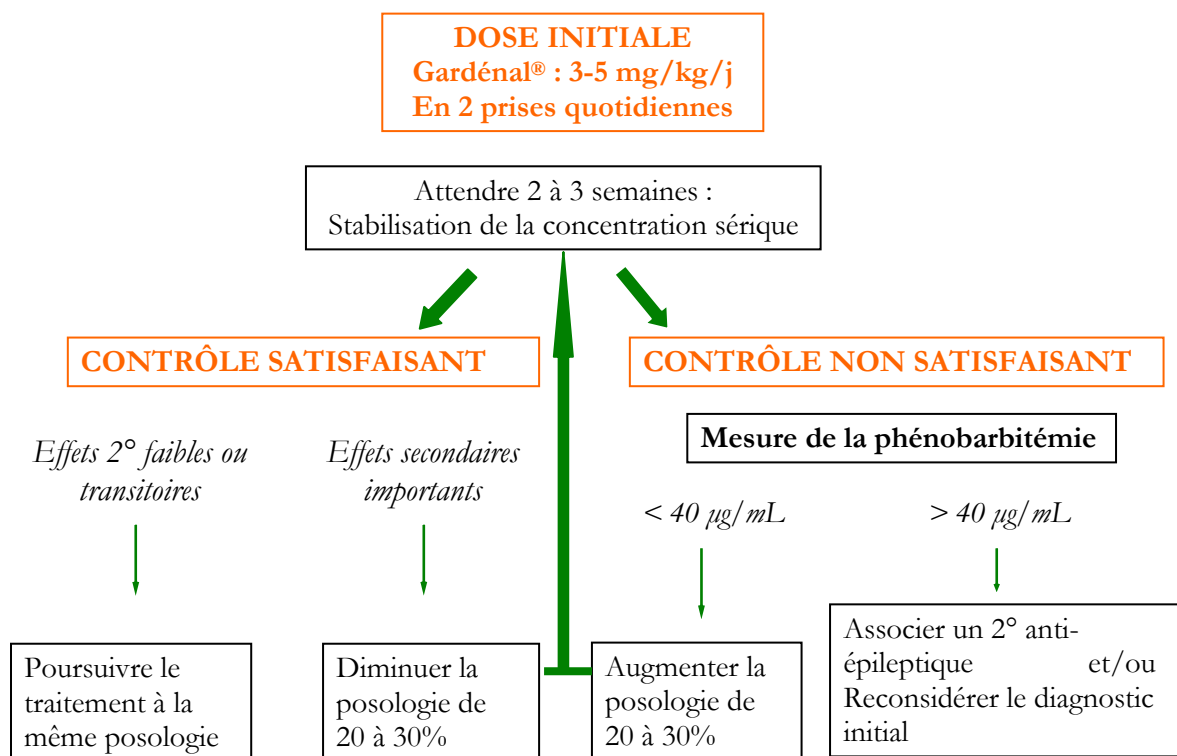 DOSE INITIALE
Gardénal® : 3-5 mg/kg/j
En 2 prises quotidiennes
Attendre 2 à 3 semaines :
Stabilisation de la concentration sérique
CONTRÔLE SATISFAISANT
CONTRÔLE NON SATISFAISANT
Mesure de la phénobarbitémie
Effets 2° faibles ou
transitoires
Effets secondaires
importants
< 40 µg/mL
> 40 µg/mL
Poursuivre le
traitement à la
même posologie
Diminuer la
posologie de
20 à 30%
Augmenter la
posologie de
20 à 30%
Associer un 2° anti-
épileptique et/ou
Reconsidérer le diagnostic
initial